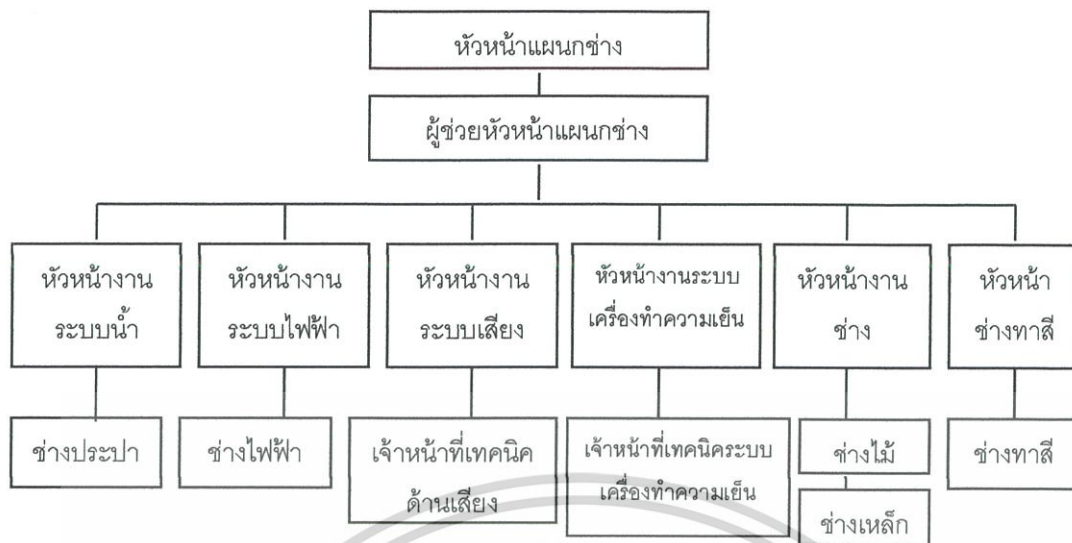 หัวหน้าแผนกช่าง
ผู้ช่วยหัวหน้าแผนกช่าง
หัวหน้างาน
ระบบน้ำ
หัวหน้างาน
ระบบไฟฟ้า
หัวหน้างาน
ระบบเสียง
หัวหน้างานระบบ
เครื่องทำความเย็น
หัวหน้างาน
ช่าง
หัวหน้า
ช่างทาสี
ช่างประปา
ช่างไฟฟ้า
เจ้าหน้าที่เทคนิค
ด้านเสียง
เจ้าหน้าที่เทคนิคระบบ
เครื่องทำความเย็น
ช่างไม้
ช่างเหล็ก
ช่างทาสี